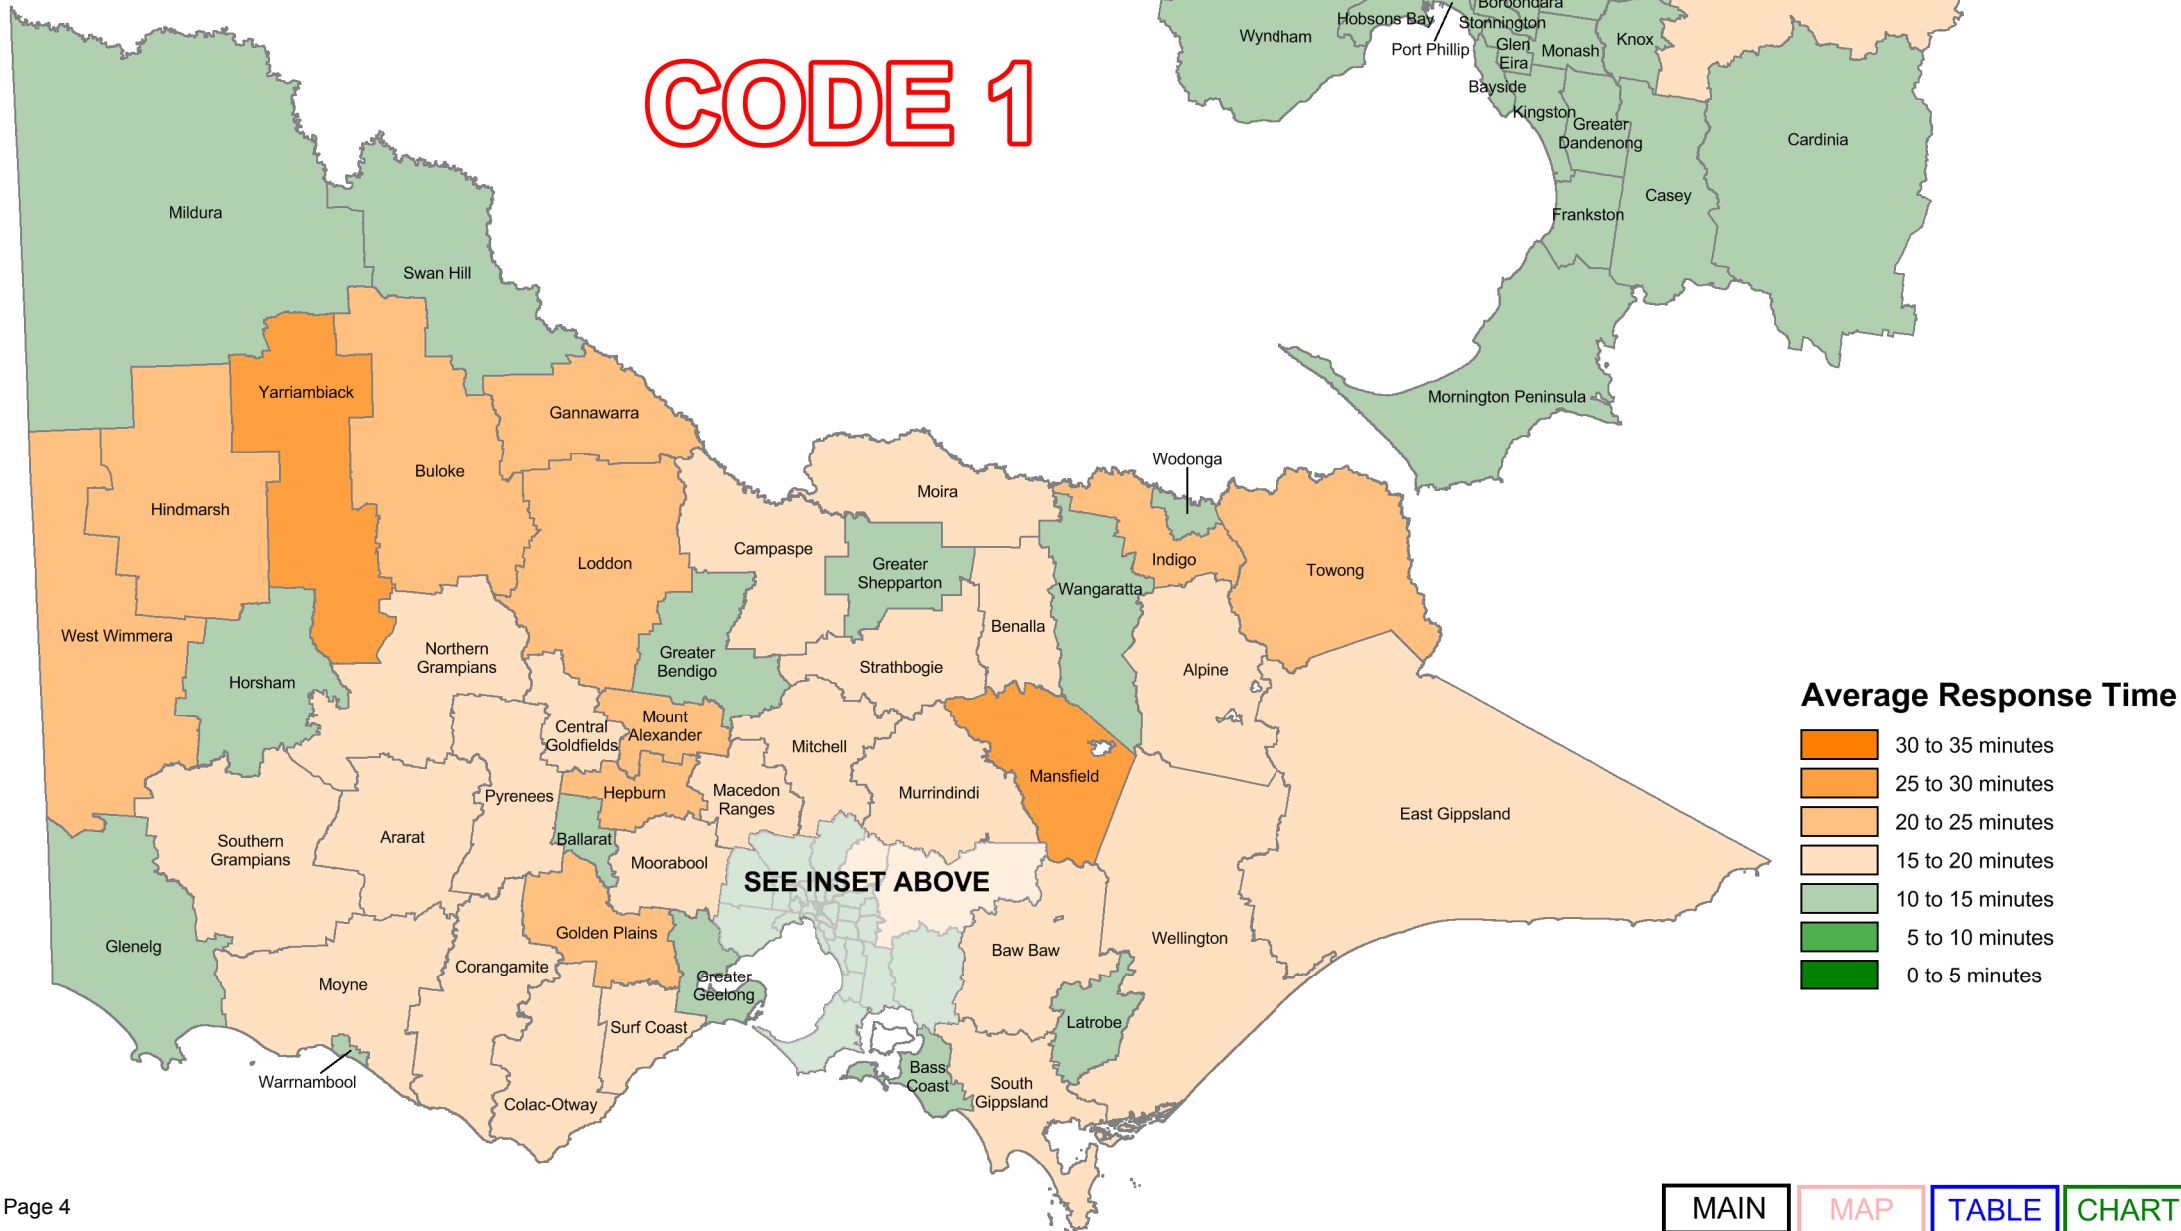 Boroondara
Hobsons Bay
Stonnington
Wyndham
Port Phillip
Glen
Eira
Monash
Knox
Bayside
Kingston
Greater
Dandenong
Cardinia
Casey
Frankston
Mornington Peninsula
CODE 1
Mildura
Swan Hill
Yarriambiack
Gannawarra
Buloke
Hindmarsh
Wodonga
Moira
Campaspe
Loddon
Greater
Shepparton
Indigo
Towong
Wangaratta
West Wimmera
Benalla
Northern
Grampians
Greater
Bendigo
Strathbogie
Alpine
Horsham
Mount
Alexander
Central
Goldfields
Mitchell
Mansfield
Pyrenees
Hepburn
Macedon
Ranges
Murrindindi
East Gippsland
Southern
Grampians
Ararat
Ballarat
Moorabool
SEE INSET ABOVE
Glenelg
Golden Plains
Wellington
Baw Baw
Corangamite
Moyne
Greater
Geelong
Surf Coast
Latrobe
Warrnambool
Bass
Coast
South
Gippsland
Colac-Otway
Average Response Time
30 to 35 minutes
25 to 30 minutes
20 to 25 minutes
15 to 20 minutes
10 to 15 minutes
5 to 10 minutes
0 to 5 minutes
Page 4
MAIN
MAP
TABLE
CHART